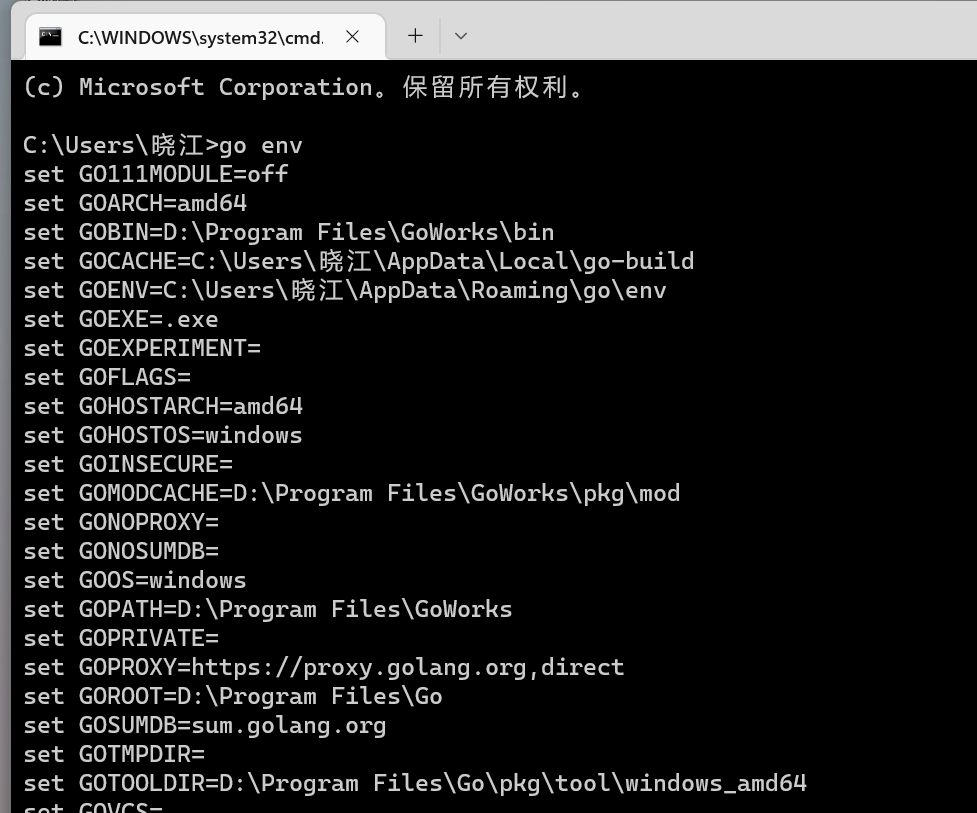 C:\WINDOWS\system32\cmd.
(c) Microsoft Corporation。保留所有权利。
C:\Users\晓江>go env
set GO111MODULE=off
set GOARCH=amd64
set GOBIN=D:\Program Files\GoWorks\bin
set GOCACHE=C:\Users\晓江\AppData\Local\go-build
set GOENV=C:\Users\晓江\AppData\Roaming\go\env
set GOEXE=.exe
set GOEXPERIMENT=
set GOFLAGS=
set GOHOSTARCH=amd64
set GOHOSTOS=windows
set GOINSECURE=
set GOMODCACHE=D:\Program Files\GoWorks\pkg\mod
set GONOPROXY=
set GONOSUMDB=
set GOOS=windows
set GOPATH=D:\Program Files\GoWorks
set GOPRIVATE=
set GOPROXY=https://proxy.golang.org,direct
set GOROOT=D:\Program Files\Go
set GOSUMDB=sum.golang.org
set GOTMPDIR=
set GOTOOLDIR=D:\Program Files\Go\pkg\tool\windows_amd64
set GOVCS=